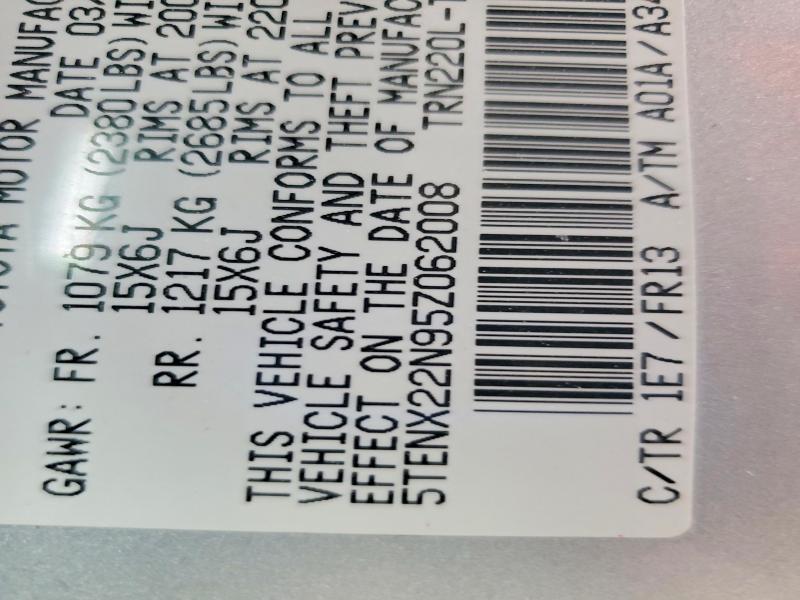 TOYOTA MOTOR MANUFAC
DATE 03/
GAWR: FR. 1079 KG (2380LBS) WI
15X6J RIMS AT 200
RR. 1217 KG (2685LBS) WI
15X6J RIMS AT 220
THIS VEHICLE CONFORMS TO ALL
VEHICLE SAFETY AND THEFT PREV
EFFECT ON THE DATE OF MANUFAC
5TENX22N95Z062008 TRN220L-T
C/TR 1E7/FR13 A/TM A01A/A34